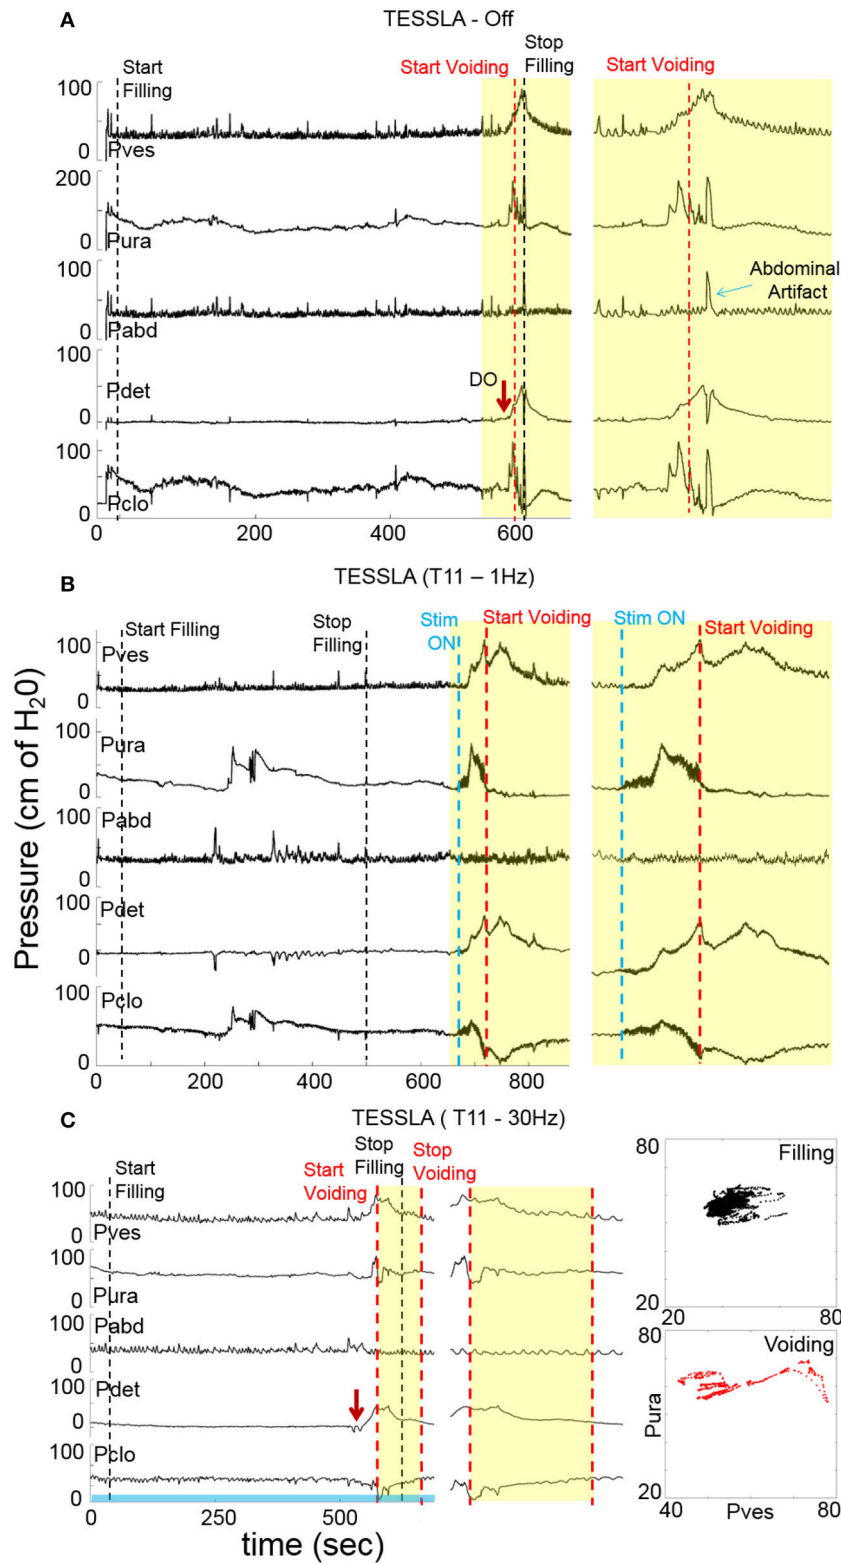 A
TESSLA - Off
Start
Filling
Start Voiding
Stop
Filling
Start Voiding
100
0
Pves
200
0
Pura
100
0
Pabd
Abdominal
Artifact
100
0
Pdet
DO
100
0
Pclo
0
200
400
600
B
TESSLA (T11 – 1Hz)
Start Filling
Stop
Filling
Stim
ON
Start Voiding
Stim ON
Start Voiding
Pressure (cm of H20)
100
0
Pves
100
0
Pura
100
0
Pabd
100
0
Pdet
100
0
Pclo
0
200
400
600
800
C
TESSLA ( T11 - 30Hz)
Start
Filling
Start
Voiding
Stop
Filling
Stop
Voiding
100
0
Pves
100
0
Pura
100
0
Pabd
100
0
Pdet
100
0
Pclo
0
250
500
time (sec)
80
Filling
20
20
80
80
Voiding
Pura
20
40
Pves
80